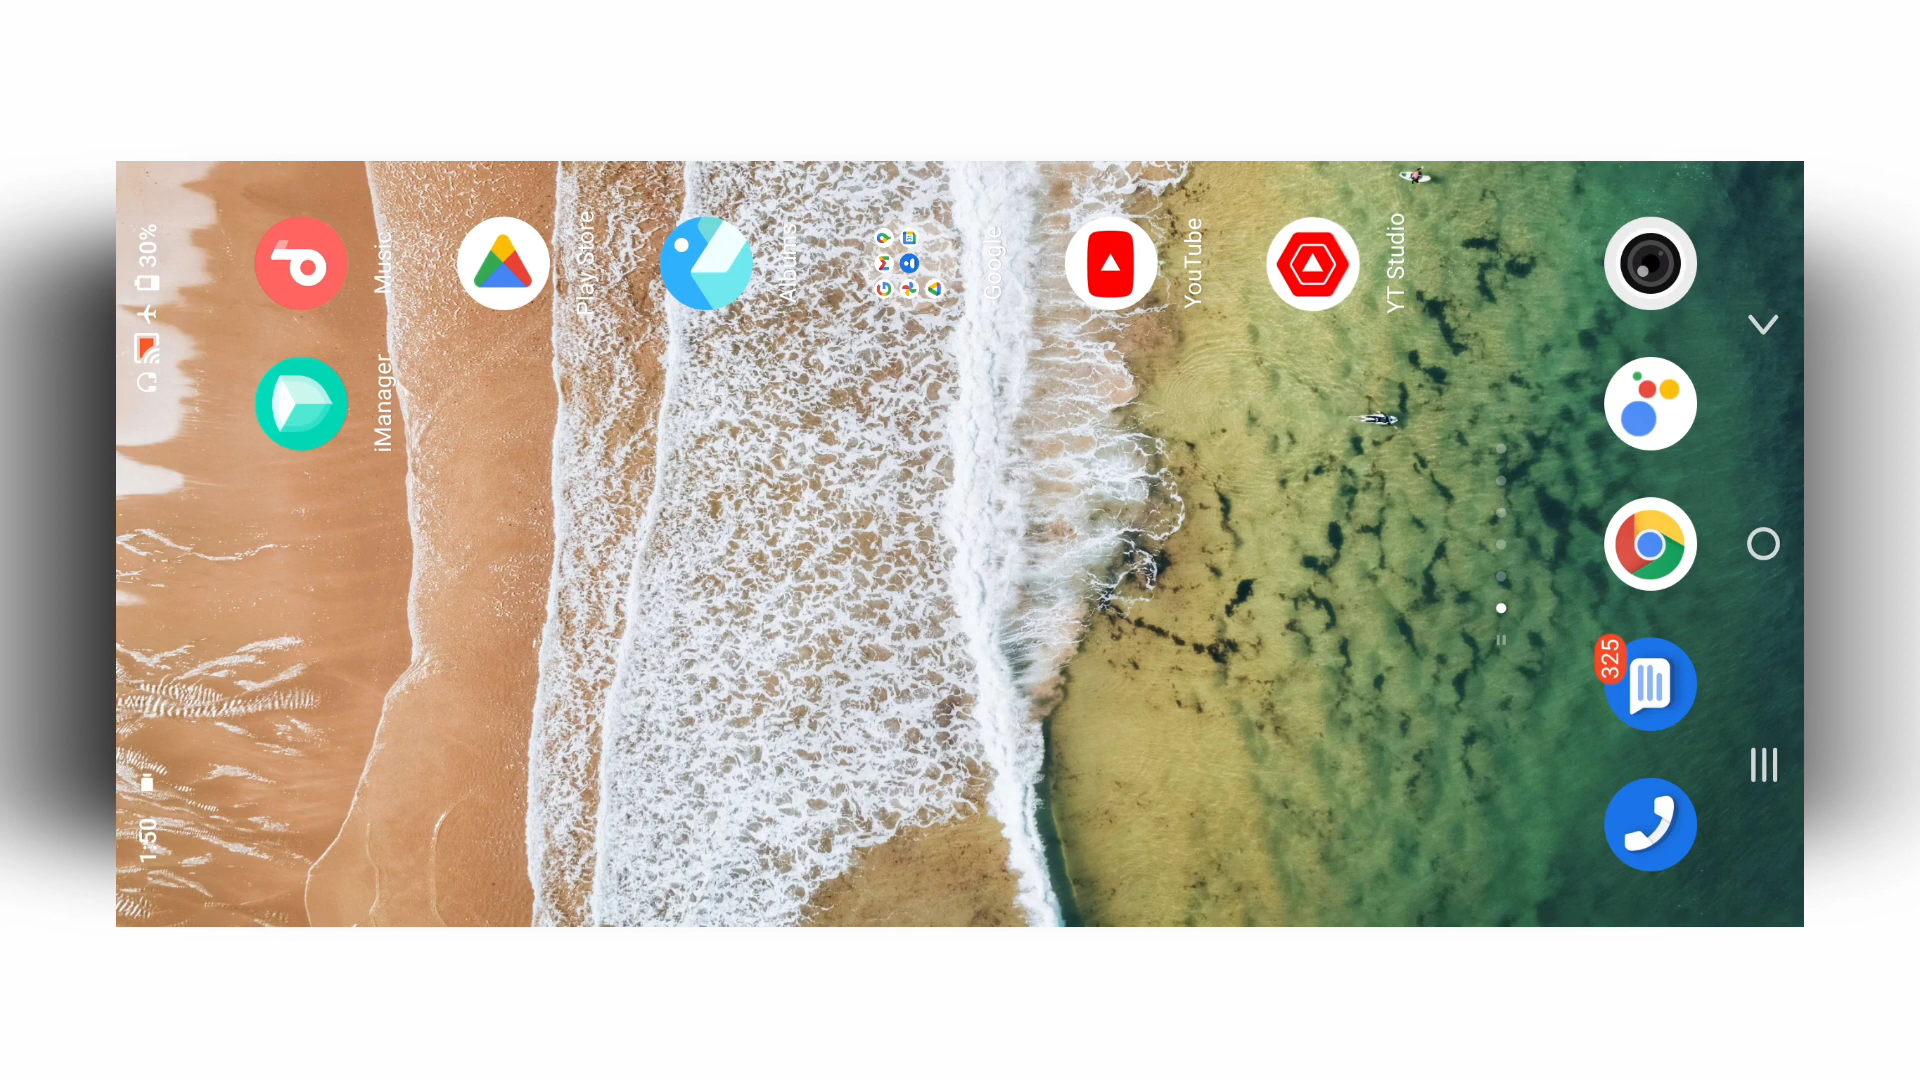 1:50
30%
iManager
Music
Play Store
Albums
Google
YouTube
YT Studio
325